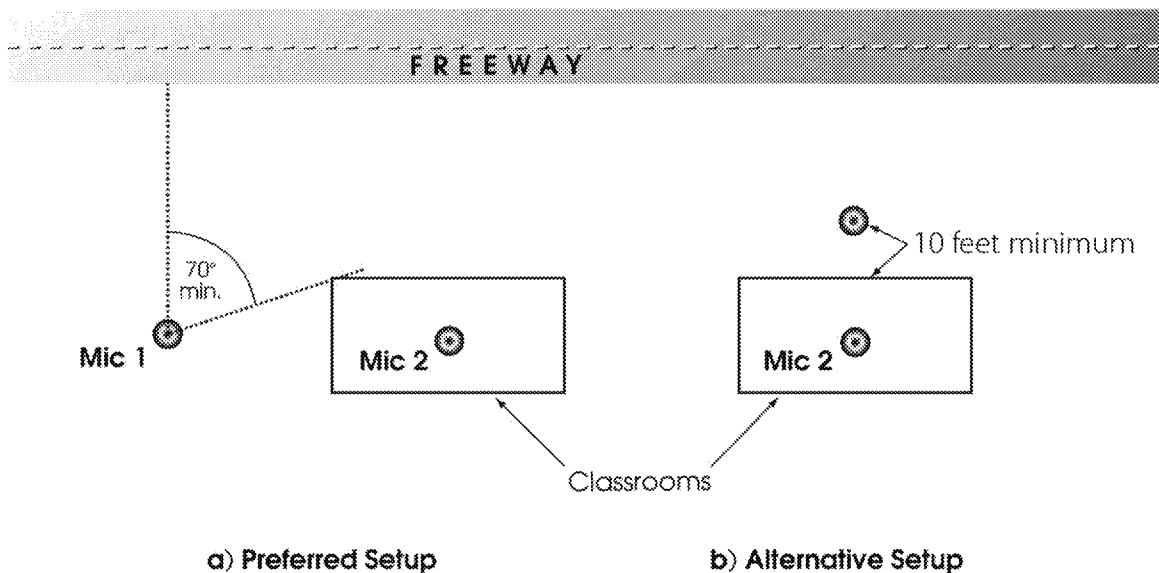 FREEWAY
10 feet minimum
70°
min.
Mic 1
Mic 2
Mic 2
Classrooms
a) Preferred Setup
b) Alternative Setup